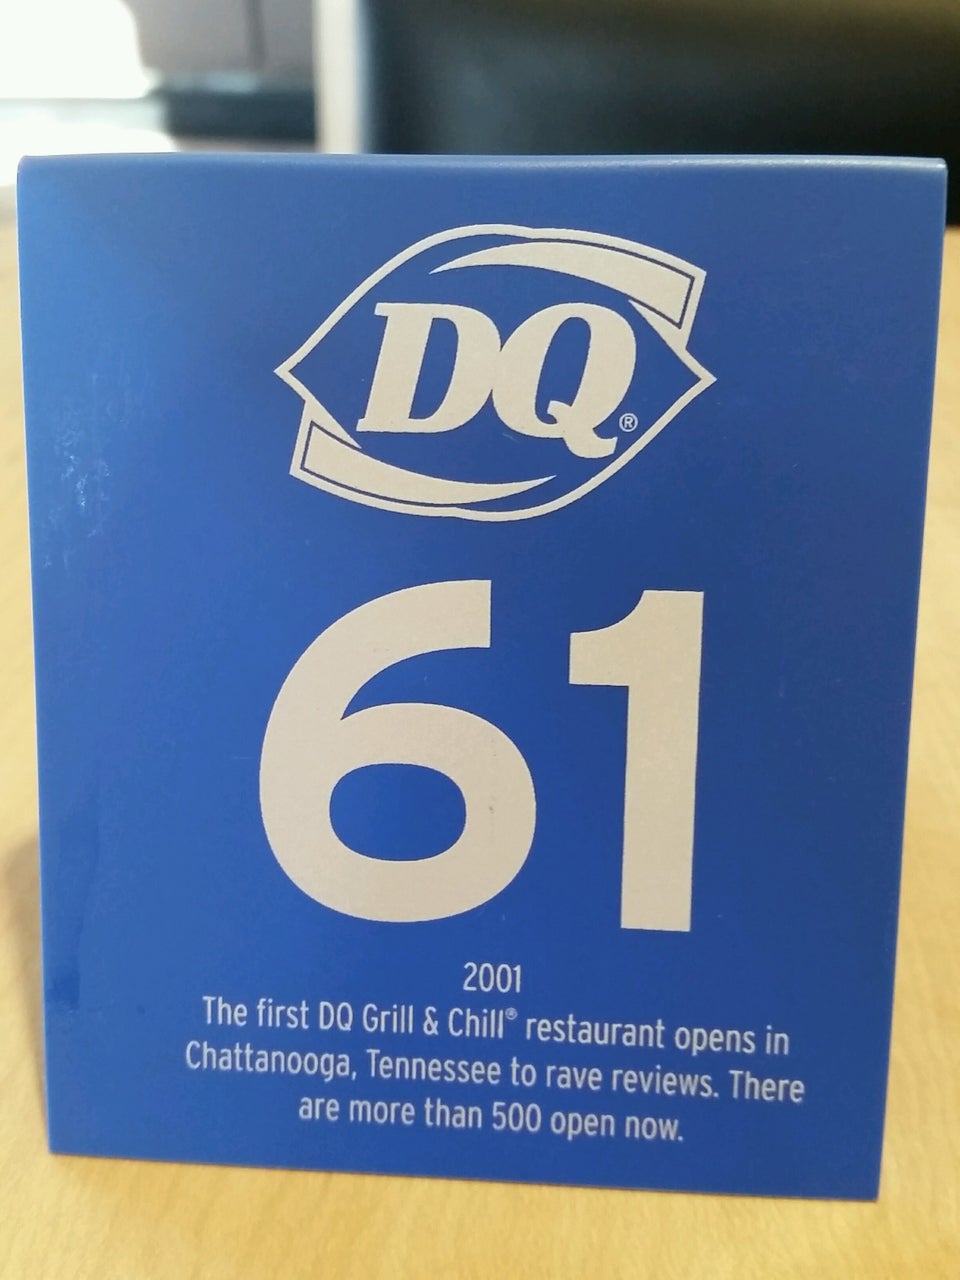 DQ®
61
2001
The first DQ Grill & Chill® restaurant opens in
Chattanooga, Tennessee to rave reviews. There
are more than 500 open now.